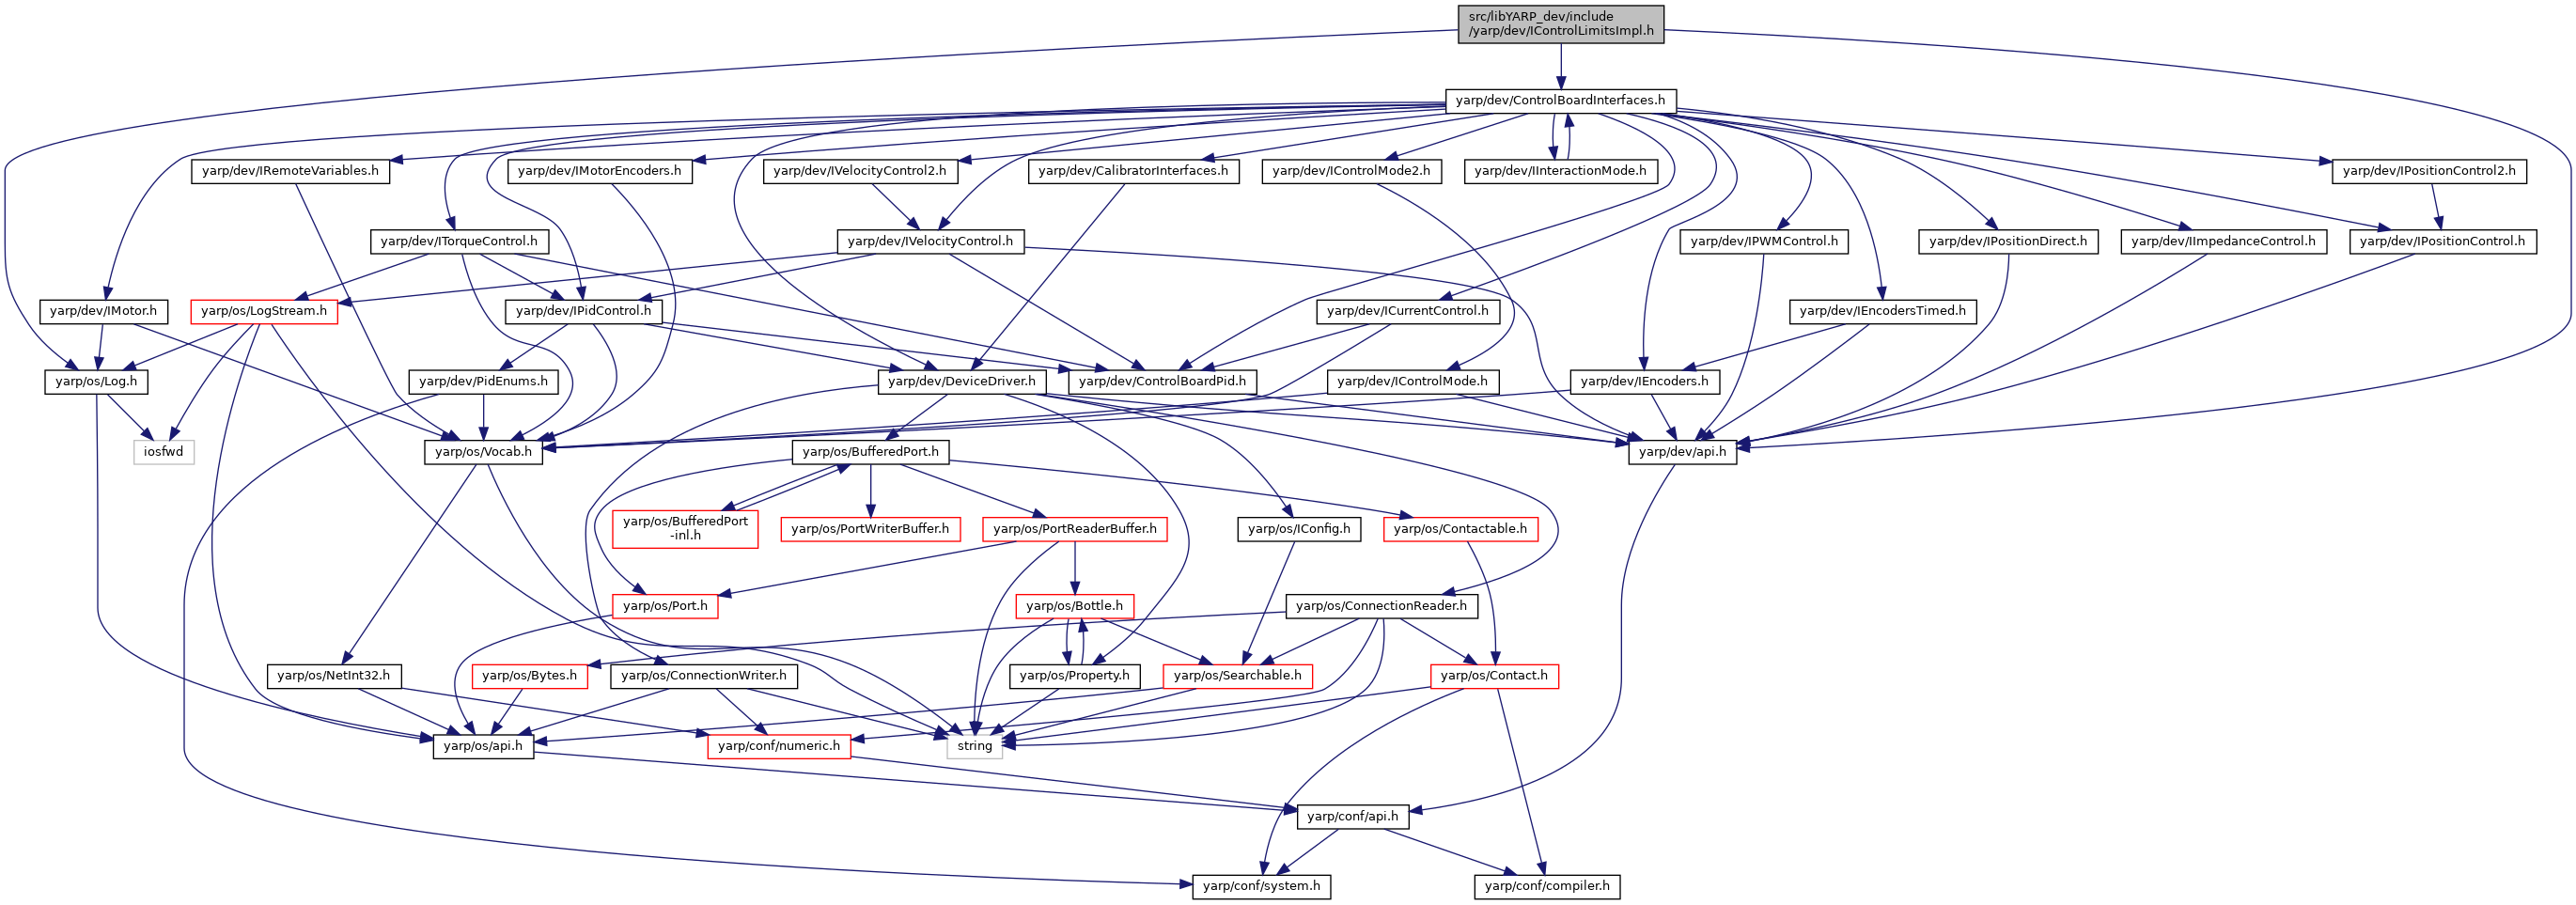 src/libYARP_dev/include
/yarp/dev/IControlLimitsImpl.h
yarp/dev/ControlBoardInterfaces.h
yarp/dev/IRemoteVariables.h
yarp/dev/IMotorEncoders.h
yarp/dev/IVelocityControl2.h
yarp/dev/CalibratorInterfaces.h
yarp/dev/IControlMode2.h
yarp/dev/IInteractionMode.h
yarp/dev/IPositionControl2.h
yarp/dev/ITorqueControl.h
yarp/dev/IVelocityControl.h
yarp/dev/IPWMControl.h
yarp/dev/IPositionDirect.h
yarp/dev/IImpedanceControl.h
yarp/dev/IPositionControl.h
yarp/dev/IMotor.h
yarp/os/LogStream.h
yarp/dev/IPidControl.h
yarp/dev/ICurrentControl.h
yarp/dev/IEncodersTimed.h
yarp/os/Log.h
yarp/dev/PidEnums.h
yarp/dev/DeviceDriver.h
yarp/dev/ControlBoardPid.h
yarp/dev/IControlMode.h
yarp/dev/IEncoders.h
iosfwd
yarp/os/Vocab.h
yarp/os/BufferedPort.h
yarp/dev/api.h
yarp/os/BufferedPort
-inl.h
yarp/os/PortWriterBuffer.h
yarp/os/PortReaderBuffer.h
yarp/os/IConfig.h
yarp/os/Contactable.h
yarp/os/Port.h
yarp/os/Bottle.h
yarp/os/ConnectionReader.h
yarp/os/NetInt32.h
yarp/os/Bytes.h
yarp/os/ConnectionWriter.h
yarp/os/Property.h
yarp/os/Searchable.h
yarp/os/Contact.h
yarp/os/api.h
yarp/conf/numeric.h
string
yarp/conf/api.h
yarp/conf/system.h
yarp/conf/compiler.h